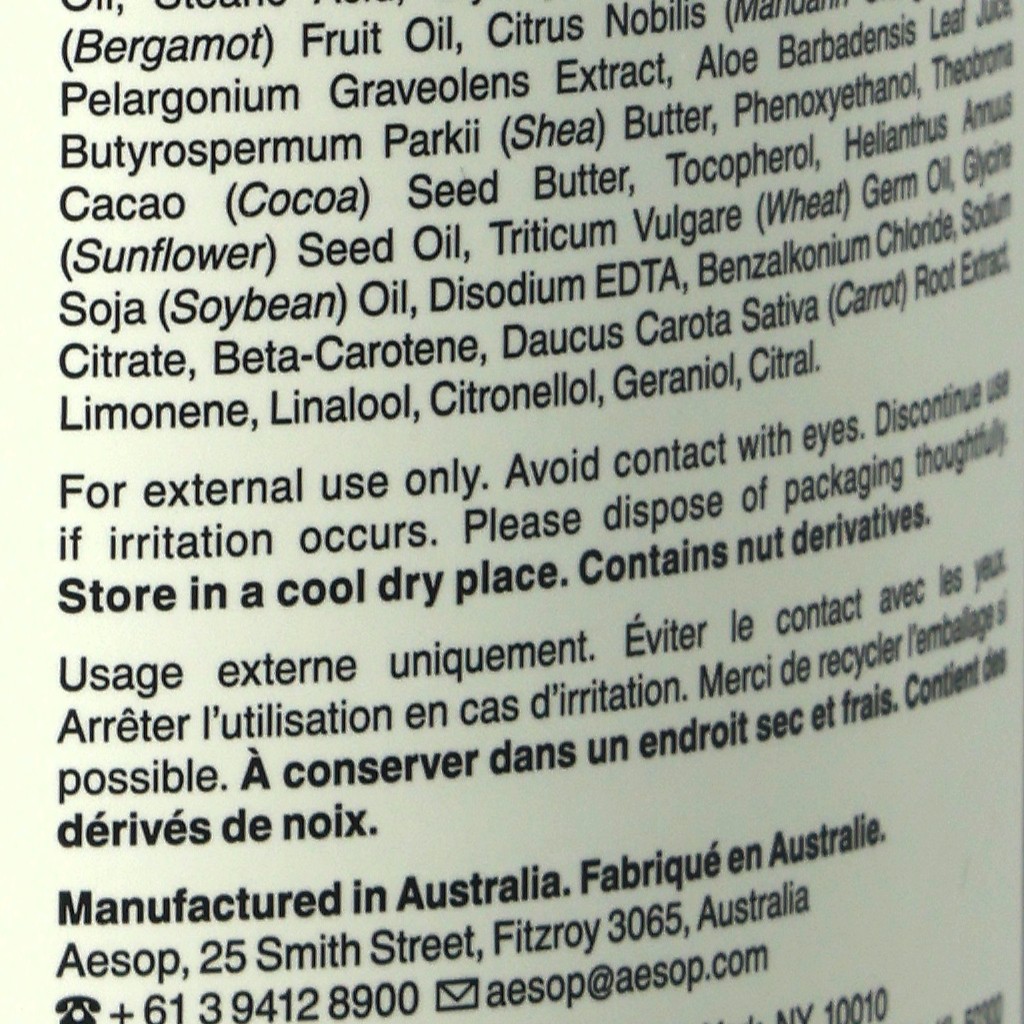 (Bergamot) Fruit Oil, Citrus Nobilis (Mandarin
Pelargonium Graveolens Extract, Aloe Barbadensis Leaf Juice,
Butyrospermum Parkii (Shea) Butter, Phenoxyethanol, Theobroma
Cacao (Cocoa) Seed Butter, Tocopherol, Helianthus Annus
(Sunflower) Seed Oil, Triticum Vulgare (Wheat) Germ Oil, Glycine
Soja (Soybean) Oil, Disodium EDTA, Benzalkonium Chloride, Sodium
Citrate, Beta-Carotene, Daucus Carota Sativa (Carrot) Root Extract,
Limonene, Linalool, Citronellol, Geraniol, Citral.
For external use only. Avoid contact with eyes. Discontinue use
if irritation occurs. Please dispose of packaging thoughtfully.
Store in a cool dry place. Contains nut derivatives.
Usage externe uniquement. Éviter le contact avec les yeux.
Arrêter l'utilisation en cas d'irritation. Merci de recycler l'emballage si
possible. À conserver dans un endroit sec et frais. Contient des
dérivés de noix.
Manufactured in Australia. Fabriqué en Australie.
Aesop, 25 Smith Street, Fitzroy 3065, Australia
☎ + 61 3 9412 8900 ✉ aesop@aesop.com
NY 10010